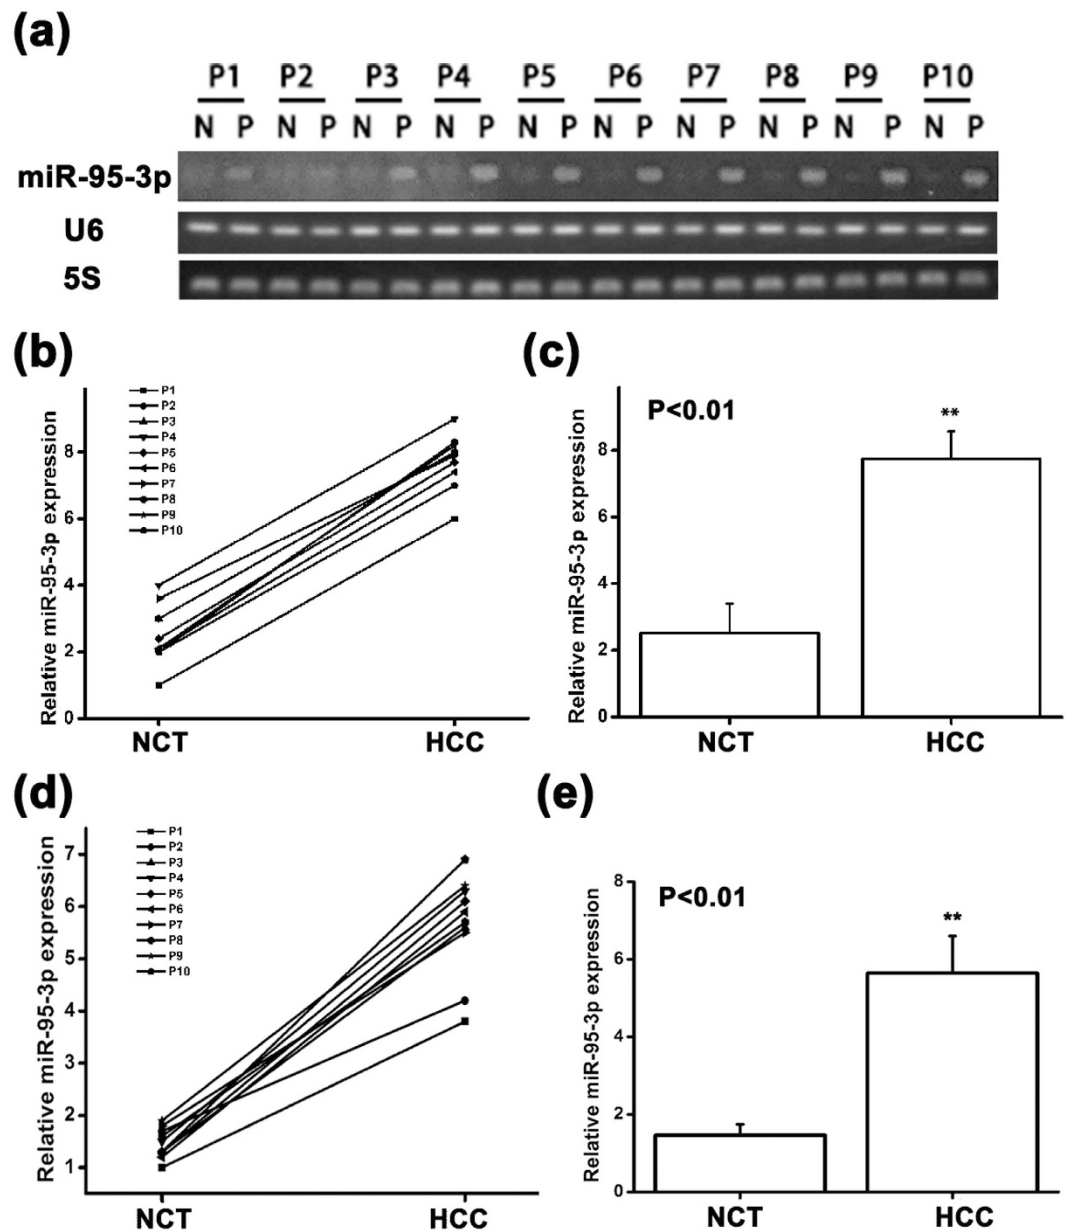 (a)
P1 P2 P3 P4 P5 P6 P7 P8 P9 P10
N P N P N P N P N P N P N P N P N P N P
miR-95-3p
U6
5S
(b)
Relative miR-95-3p expression
8
6
4
2
0
P1
P2
P3
P4
P5
P6
P7
P8
P9
P10
NCT HCC
(c)
Relative miR-95-3p expression
P<0.01
**
8
6
4
2
0
NCT HCC
(d)
Relative miR-95-3p expression
7
6
5
4
3
2
1
P1
P2
P3
P4
P5
P6
P7
P8
P9
P10
NCT HCC
(e)
Relative miR-95-3p expression
P<0.01
**
8
6
4
2
0
NCT HCC